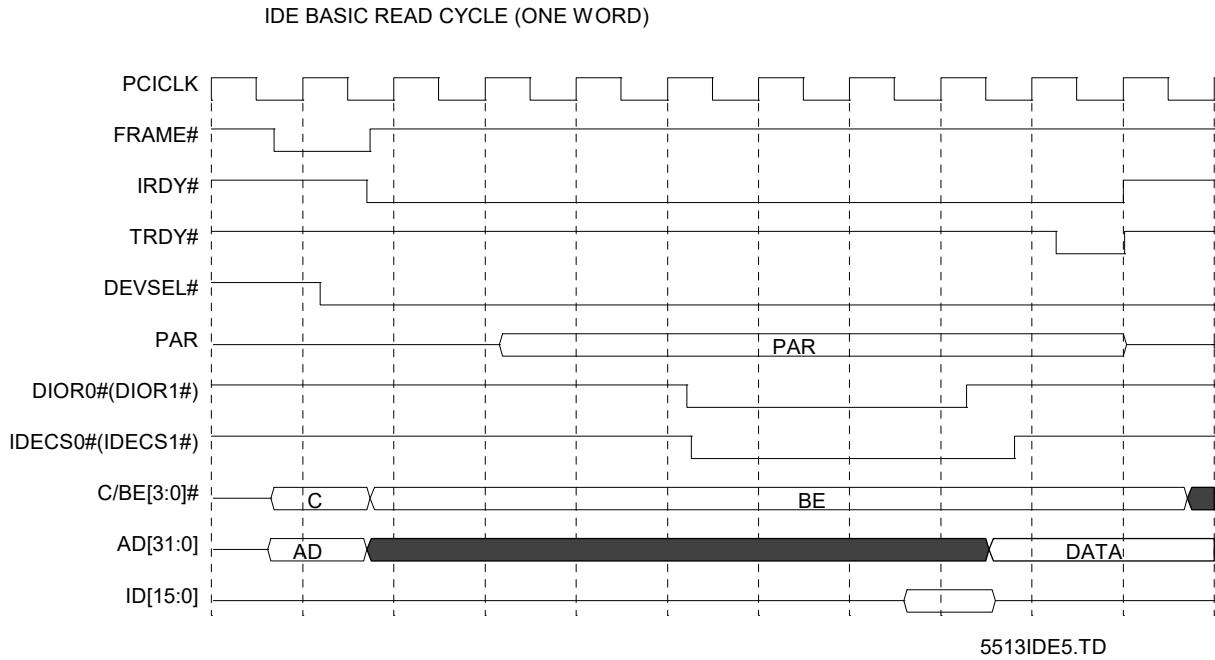 IDE BASIC READ CYCLE (ONE WORD)
PCICLK
FRAME#
IRDY#
TRDY#
DEVSEL#
PAR PAR
DIOR0#(DIOR1#)
IDECS0#(IDECS1#)
C/BE[3:0]# C BE
AD[31:0] AD DATA
ID[15:0]
5513IDE5.TD